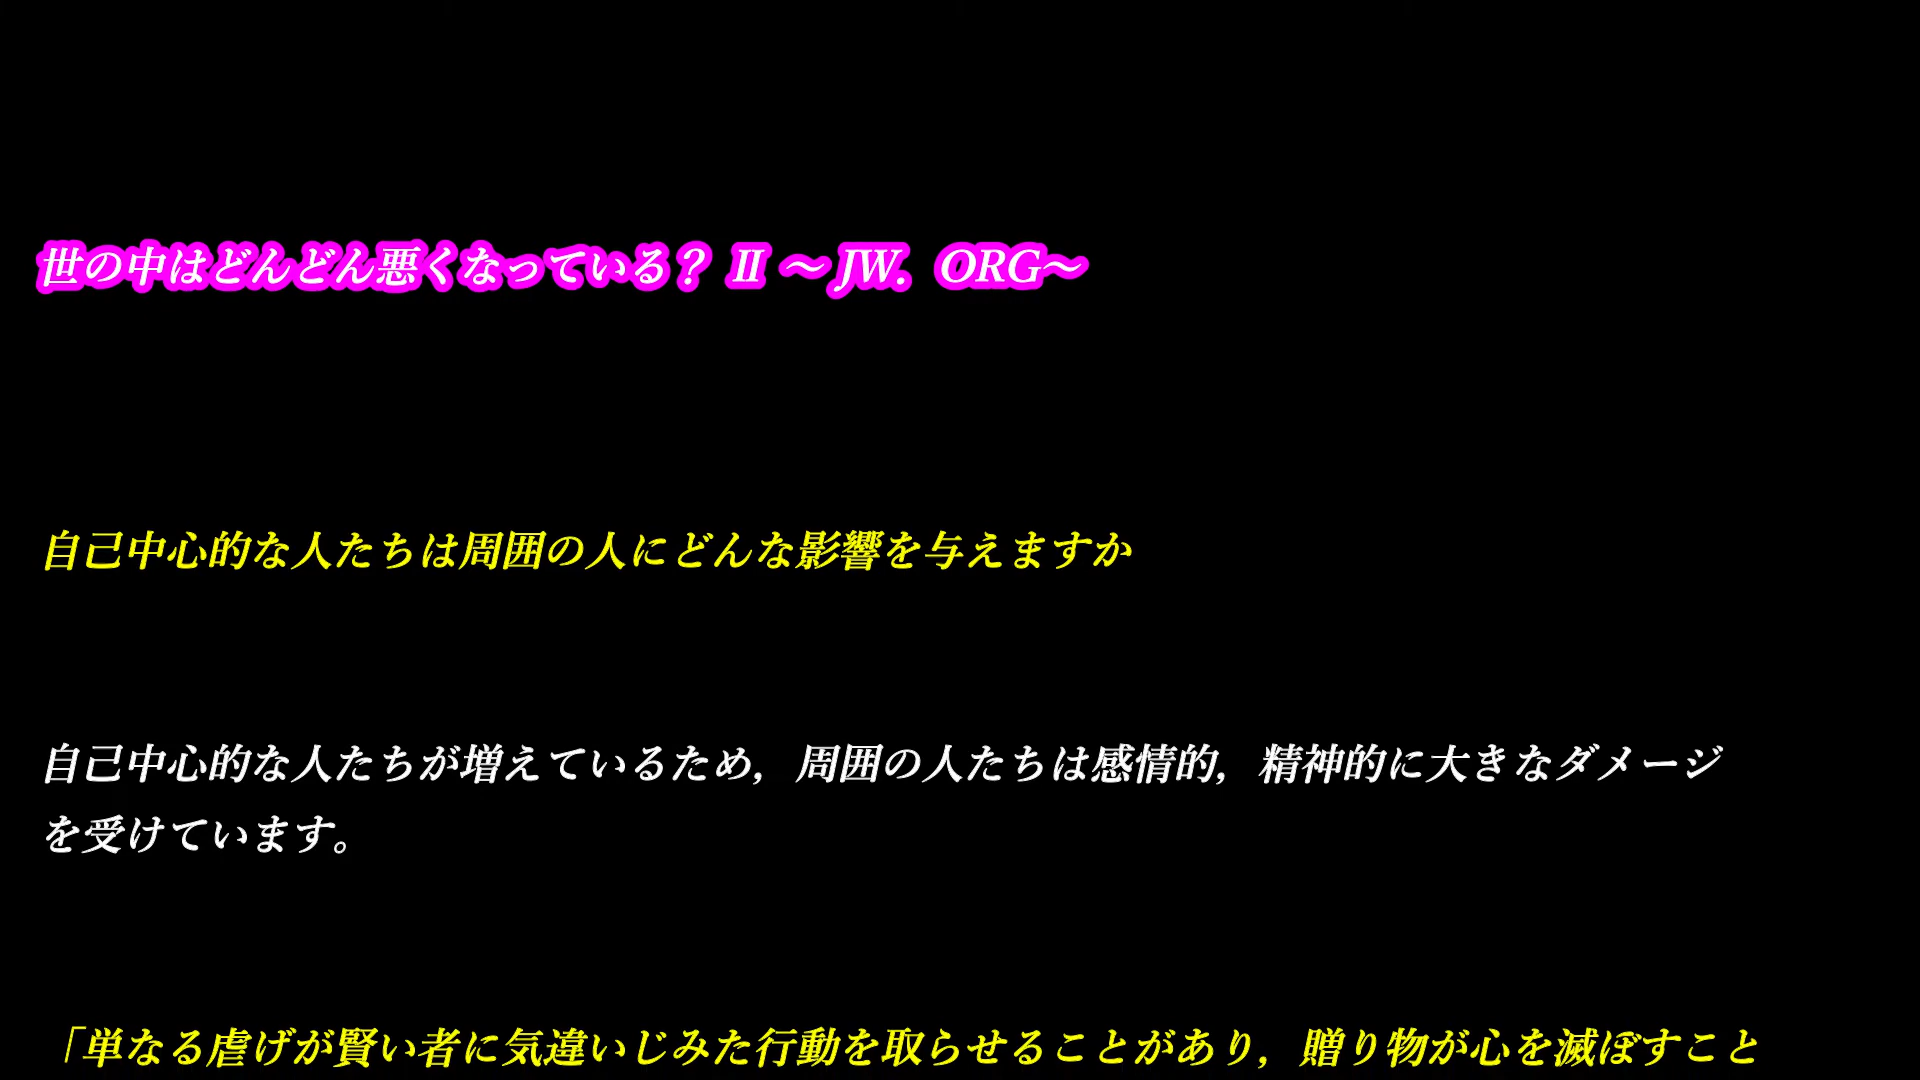 世の中はどんどん悪くなっている？ Ⅱ ～ JW．ORG～
自己中心的な人たちは周囲の人にどんな影響を与えますか
自己中心的な人たちが増えているため，周囲の人たちは感情的，精神的に大きなダメージ
を受けています。
「単なる虐げが賢い者に気違いじみた行動を取らせることがあり，贈り物が心を滅ぼすこと